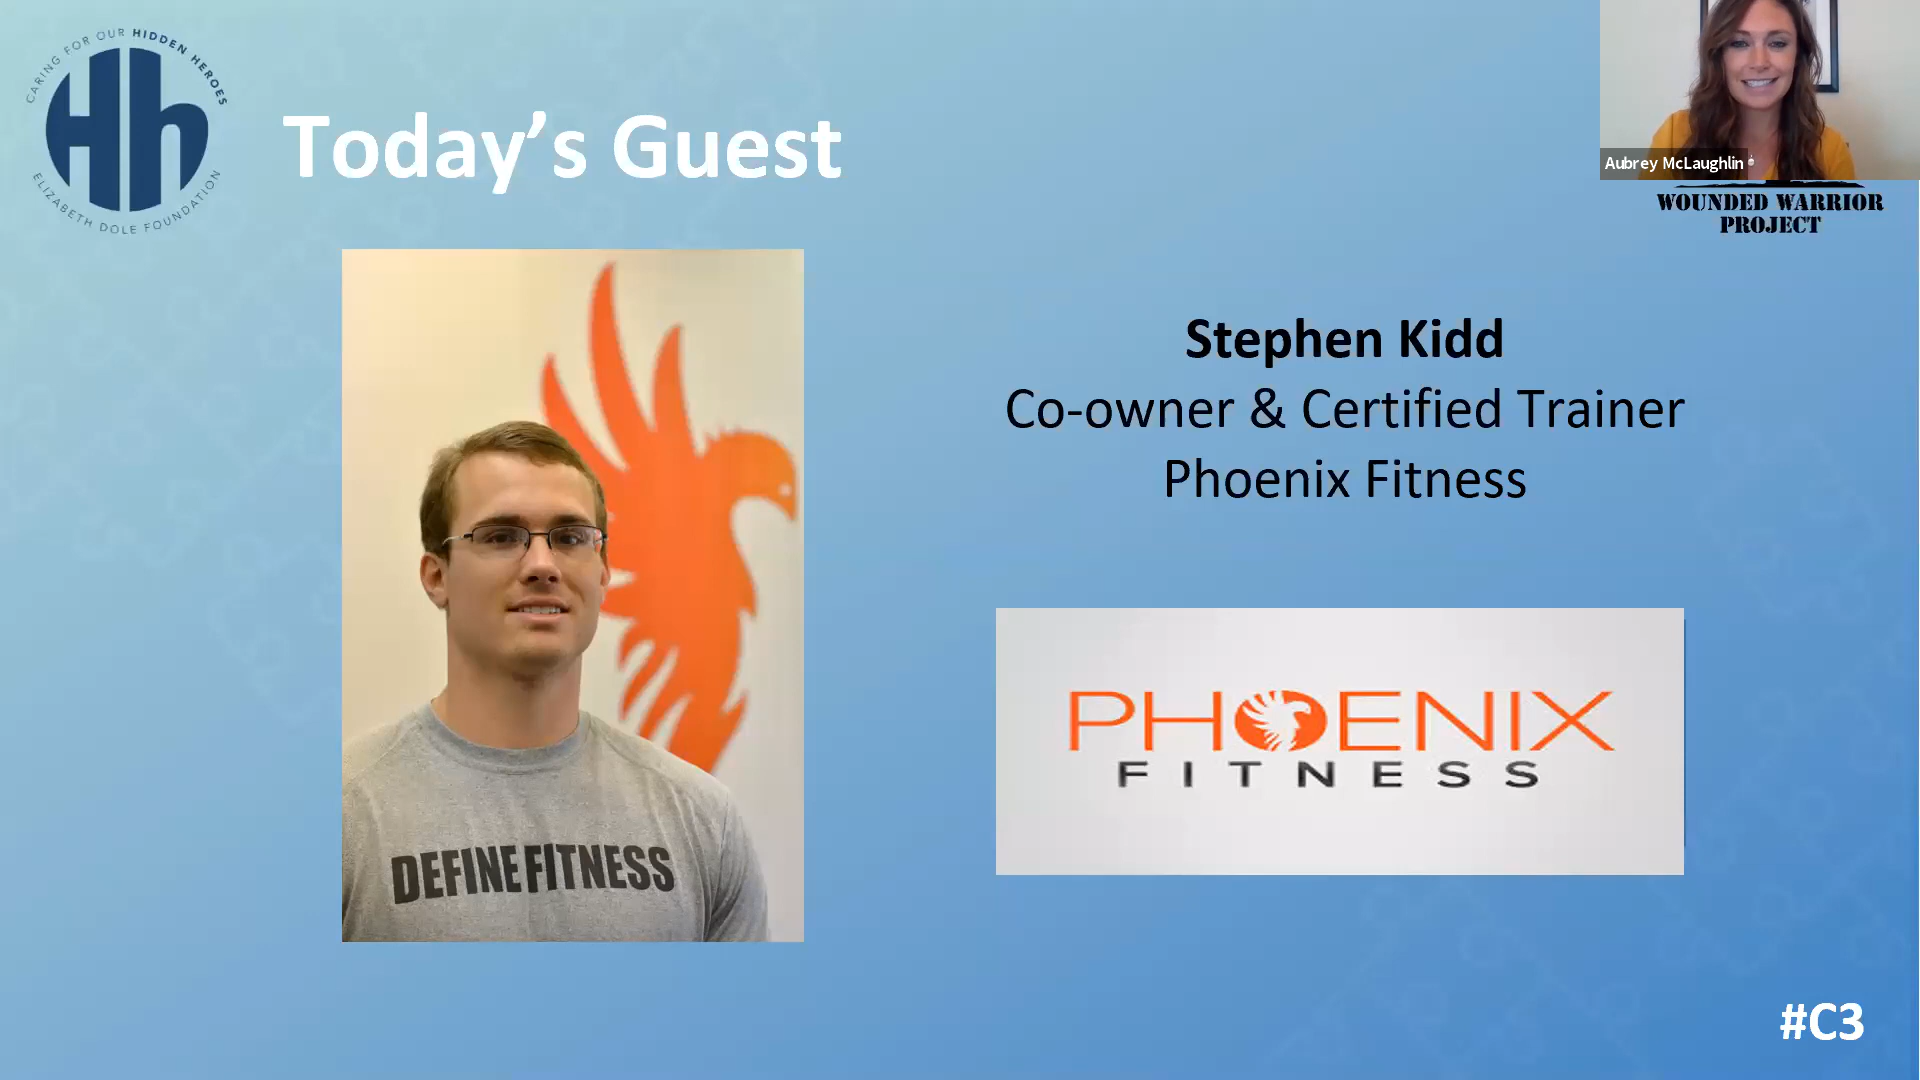 CARING FOR OUR HIDDEN HEROES
Hh
ELIZABETH DOLE FOUNDATION
Today's Guest
Aubrey McLaughlin
WOUNDED WARRIOR
PROJECT
Stephen Kidd
Co-owner & Certified Trainer
Phoenix Fitness
DEFINE FITNESS
PHOENIX
FITNESS
#C3